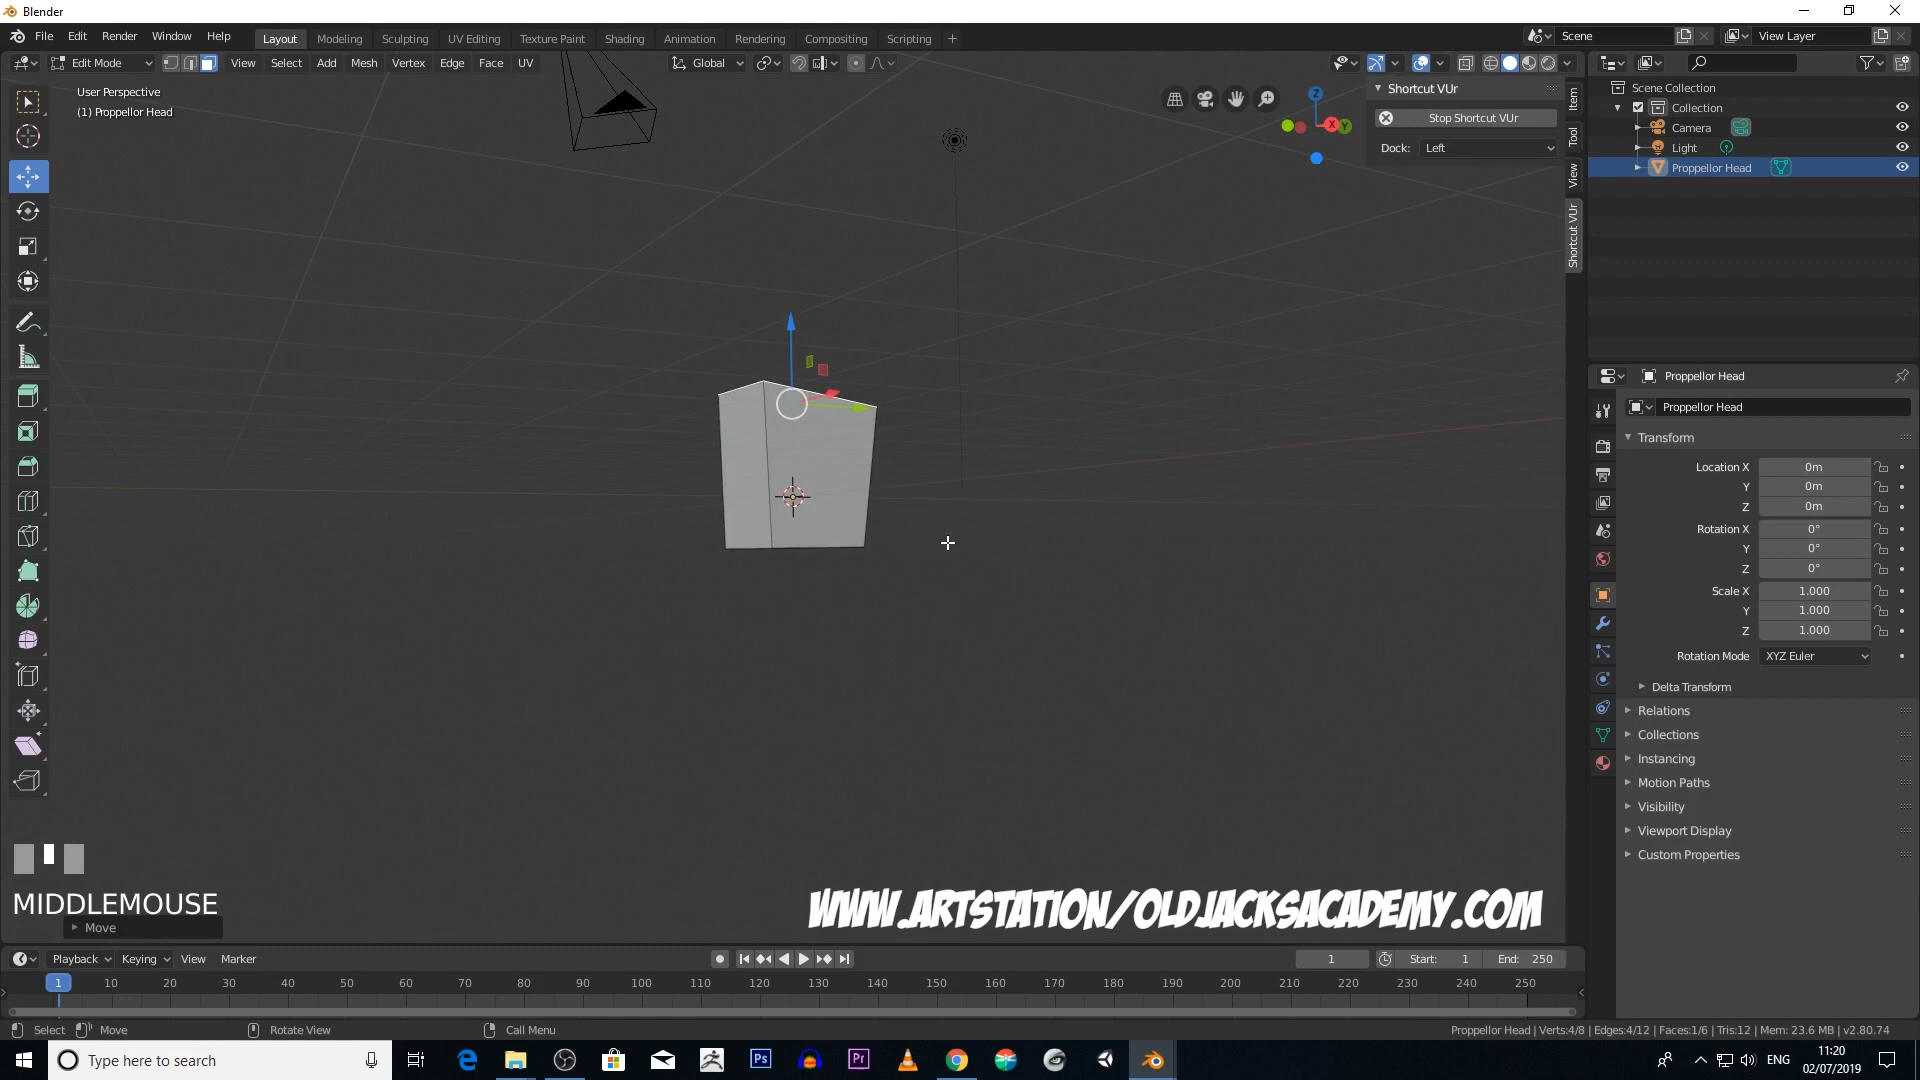 Blender
File Edit Render Window Help
Layout Modeling Sculpting UV Editing Texture Paint Shading Animation Rendering Compositing Scripting
Scene
View Layer
Edit Mode
View Select Add Mesh Vertex Edge Face UV
Global
User Perspective
(1) Proppellor Head
Z
X Y
Shortcut VUr
Stop Shortcut VUr
Dock: Left
Item
Tool
View
Shortcut VUr
Scene Collection
Collection
Camera
Light
Proppellor Head
Proppellor Head
Proppellor Head
Transform
Location X 0m
Y 0m
Z 0m
Rotation X 0°
Y 0°
Z 0°
Scale X 1.000
Y 1.000
Z 1.000
Rotation Mode XYZ Euler
Delta Transform
Relations
Collections
Instancing
Motion Paths
Visibility
Viewport Display
Custom Properties
MIDDLEMOUSE
Move
WWW.ARTSTATION/OLDJACKSACADEMY.COM
Playback Keying View Marker
1 Start: 1 End: 250
1 10 20 30 40 50 60 70 80 90 100 110 120 130 140 150 160 170 180 190 200 210 220 230 240 250
Select Move Rotate View Call Menu
Proppellor Head | Verts:4/8 | Edges:4/12 | Faces:1/6 | Tris:12 | Mem: 23.6 MB | v2.80.74
Type here to search
Ps
Pr
ENG
11:20
02/07/2019